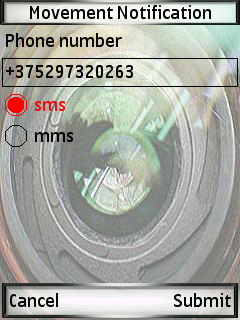 Movement Notification
Phone number
+375297320263
sms
mms
Cancel Submit